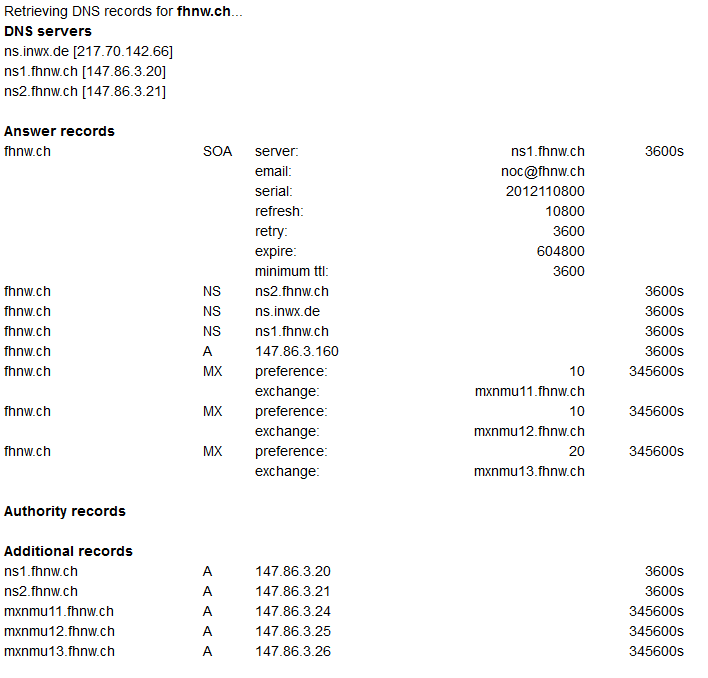 Retrieving DNS records for fhnw.ch...
DNS servers
ns.inwx.de [217.70.142.66]
ns1.fhnw.ch [147.86.3.20]
ns2.fhnw.ch [147.86.3.21]
Answer records
fhnw.ch SOA server: ns1.fhnw.ch 3600s
email: noc@fhnw.ch
serial: 2012110800
refresh: 10800
retry: 3600
expire: 604800
minimum ttl: 3600
fhnw.ch NS ns2.fhnw.ch 3600s
fhnw.ch NS ns.inwx.de 3600s
fhnw.ch NS ns1.fhnw.ch 3600s
fhnw.ch A 147.86.3.160 3600s
fhnw.ch MX preference: 10 345600s
exchange: mxnmu11.fhnw.ch
fhnw.ch MX preference: 10 345600s
exchange: mxnmu12.fhnw.ch
fhnw.ch MX preference: 20 345600s
exchange: mxnmu13.fhnw.ch
Authority records
Additional records
ns1.fhnw.ch A 147.86.3.20 3600s
ns2.fhnw.ch A 147.86.3.21 3600s
mxnmu11.fhnw.ch A 147.86.3.24 345600s
mxnmu12.fhnw.ch A 147.86.3.25 345600s
mxnmu13.fhnw.ch A 147.86.3.26 345600s